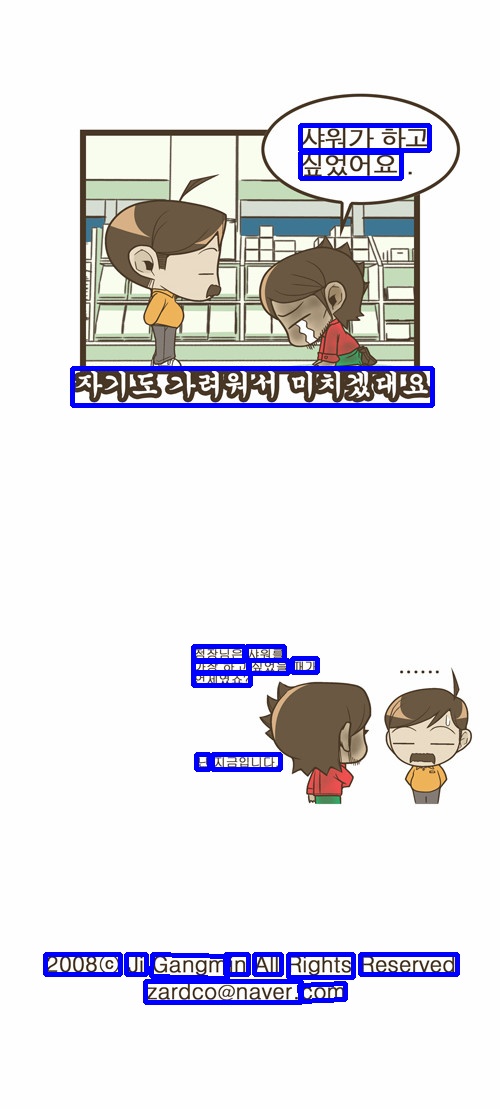 샤워가 하고
싶었어요.
자기도 가려워서 미치겠대요
점장님은 샤워를
가장 하고 싶었을 때가
언제였죠?
......
전 지금입니다.
2008ⓒ Ji Gangmin All Rights Reserved
zardco@naver.com